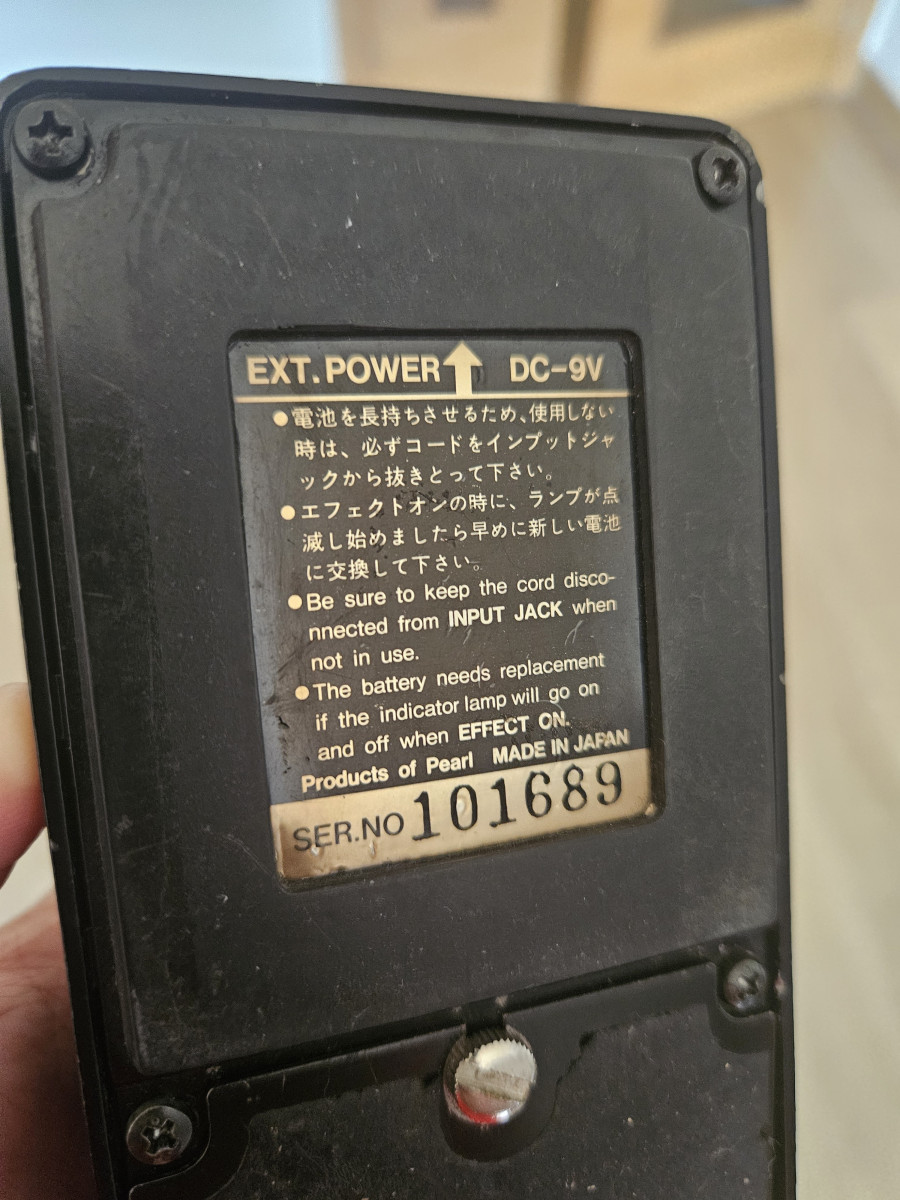 EXT.POWER DC-9V
●電池を長持ちさせるため、使用しない
時は、必ずコードをインプットジャ
ックから抜きとって下さい。
●エフェクトオンの時に、ランプが点
滅し始めましたら早めに新しい電池
に交換して下さい。
●Be sure to keep the cord disco-
nnected from INPUT JACK when
not in use.
●The battery needs replacement
if the indicator lamp will go on
and off when EFFECT ON.
Products of Pearl MADE IN JAPAN
SER.NO 101689